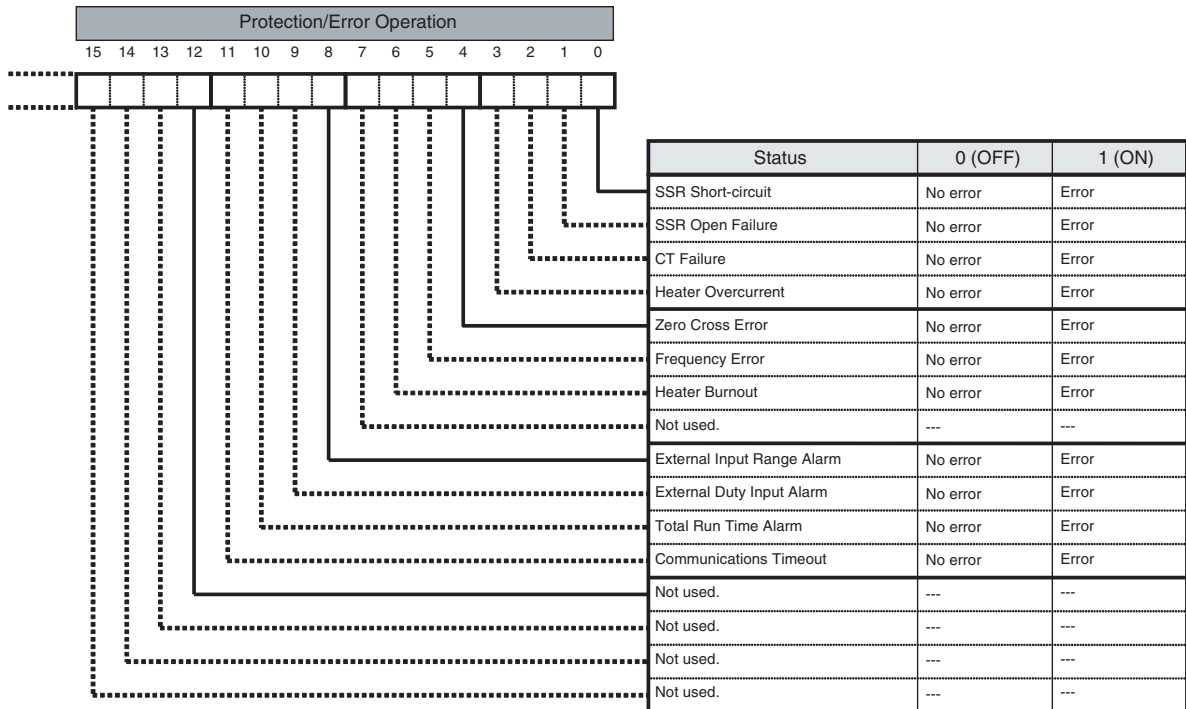 Protection/Error Operation
15 14 13 12 11 10 9 8 7 6 5 4 3 2 1 0
Status 0 (OFF) 1 (ON)
SSR Short-circuit No error Error
SSR Open Failure No error Error
CT Failure No error Error
Heater Overcurrent No error Error
Zero Cross Error No error Error
Frequency Error No error Error
Heater Burnout No error Error
Not used. --- ---
External Input Range Alarm No error Error
External Duty Input Alarm No error Error
Total Run Time Alarm No error Error
Communications Timeout No error Error
Not used. --- ---
Not used. --- ---
Not used. --- ---
Not used. --- ---